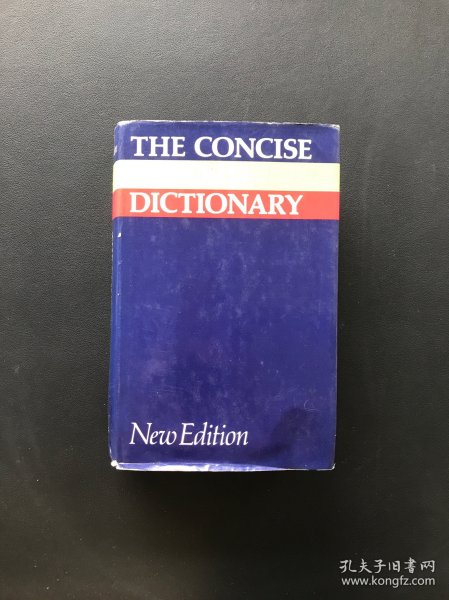 THE CONCISE
DICTIONARY
New Edition
孔夫子旧书网
www.kongfz.com